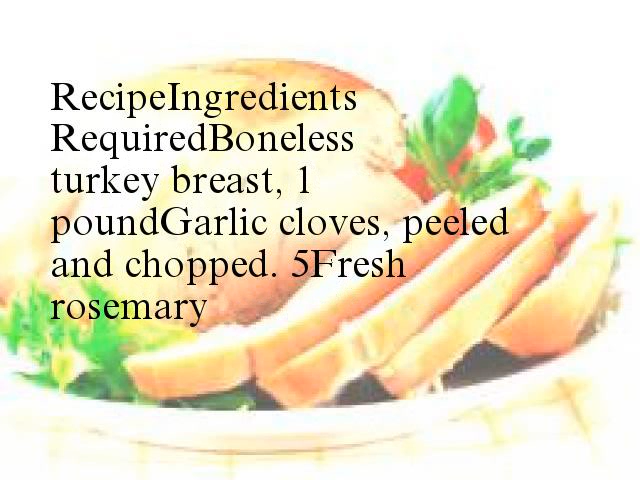 RecipeIngredients
RequiredBoneless
turkey breast, 1
poundGarlic cloves, peeled
and chopped. 5Fresh
rosemary